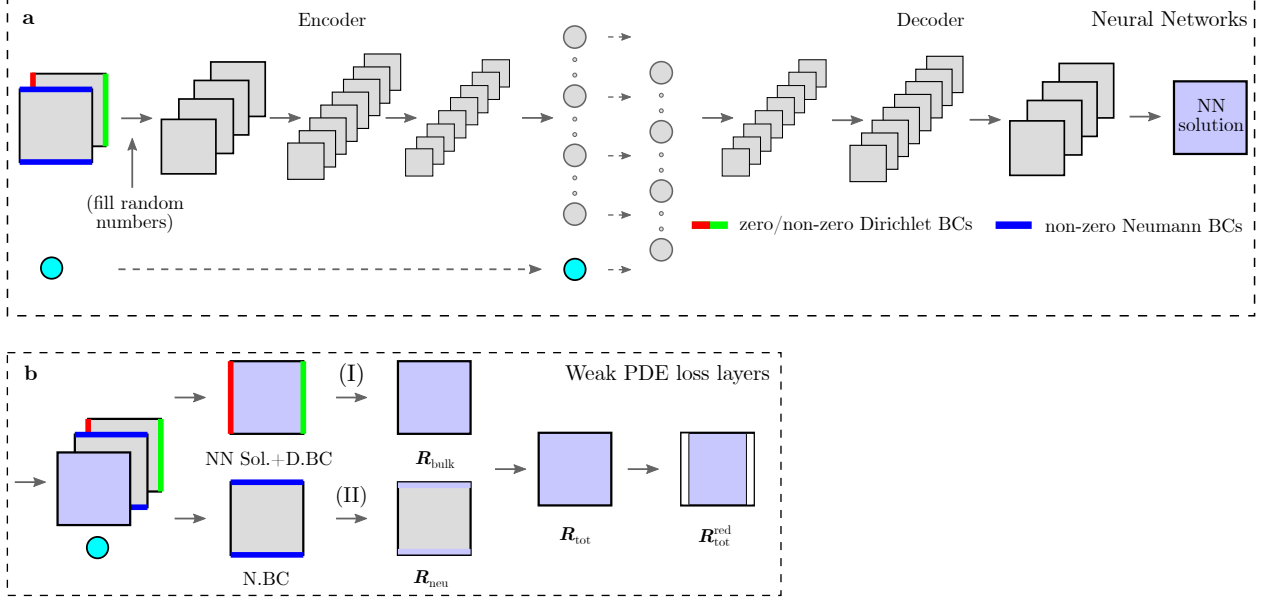 a
Encoder
Decoder
Neural Networks
NN
solution
(fill random
numbers)
zero/non-zero Dirichlet BCs
non-zero Neumann BCs
b
(I)
Weak PDE loss layers
NN Sol.+D.BC
R_bulk
(II)
R_tot
R_tot^red
N.BC
R_neu